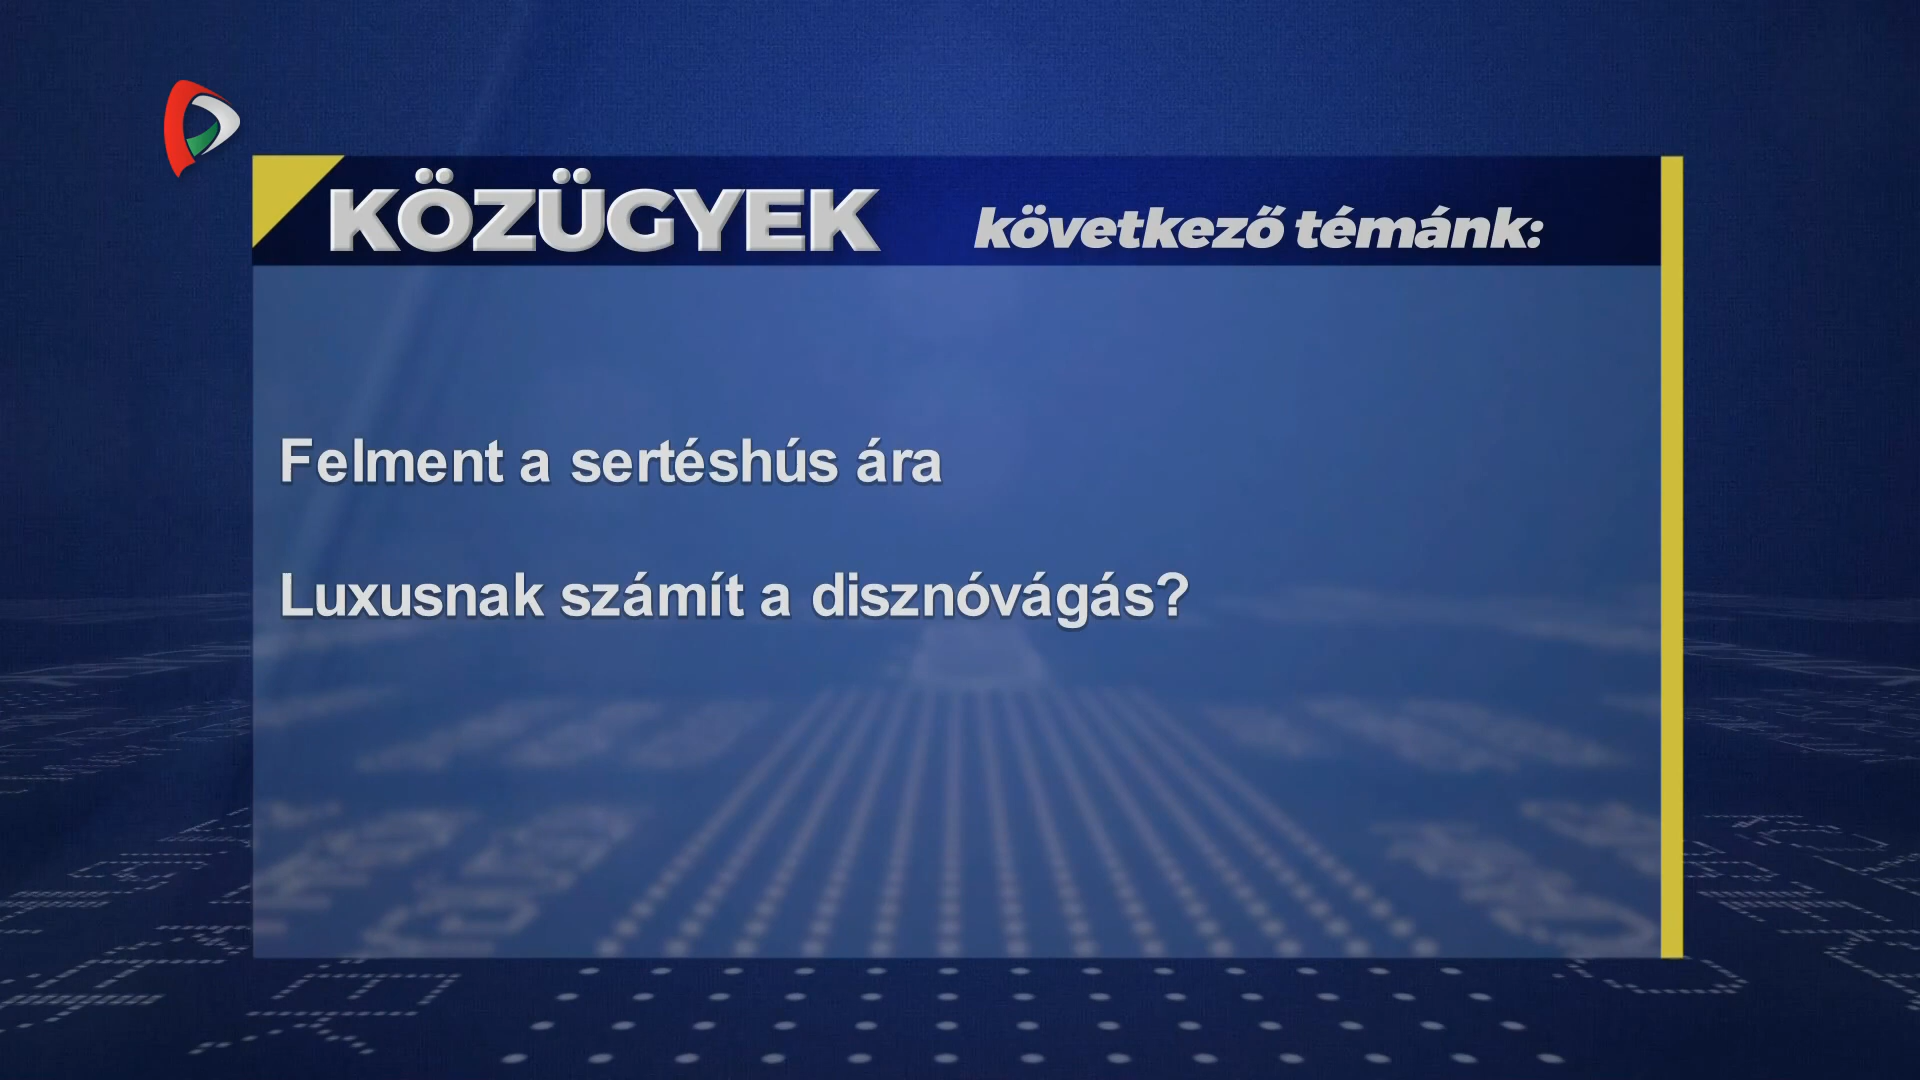 KÖZÜGYEK következő témánk:
Felment a sertéshús ára
Luxusnak számít a disznóvágás?